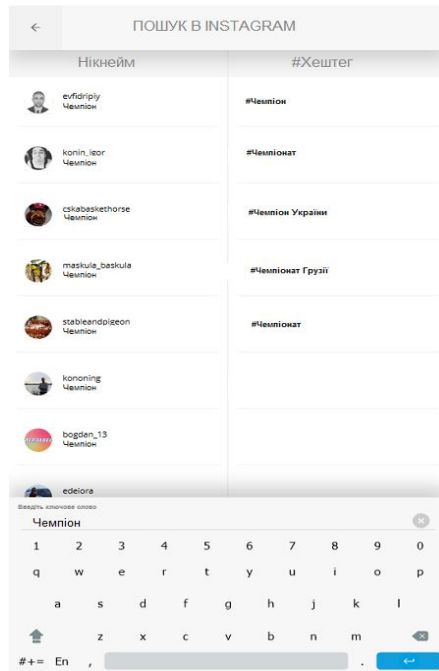 ПОШУК В INSTAGRAM
Нікнейм
#Хештег
evfidripiy
Чемпіон
#Чемпіон
konin_igor
Чемпіон
#Чемпіонат
cskabaskethorse
Чемпіон
#Чемпіон України
maskula_baskula
Чемпіон
#Чемпіонат Грузії
stableandpigeon
Чемпіон
#Чемпіонат
kononing
Чемпіон
bogdan_13
Чемпіон
edeiora
Введіть ключове слово
Чемпіон
1 2 3 4 5 6 7 8 9 0
q w e r t y u i o p
a s d f g h j k l
z x c v b n m
#+= En , .